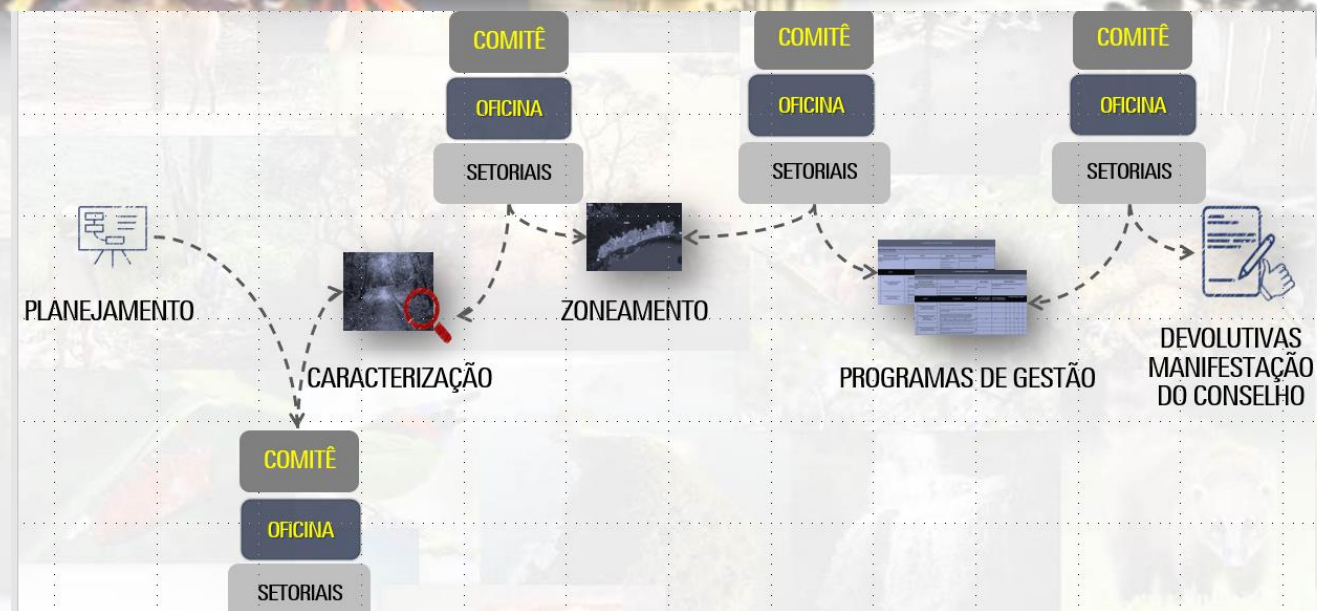 COMITÊ
OFICINA
SETORIAIS
COMITÊ
OFICINA
SETORIAIS
COMITÊ
OFICINA
SETORIAIS
PLANEJAMENTO
CARACTERIZAÇÃO
ZONEAMENTO
PROGRAMAS DE GESTÃO
DEVOLUTIVAS
MANIFESTAÇÃO
DO CONSELHO
COMITÊ
OFICINA
SETORIAIS